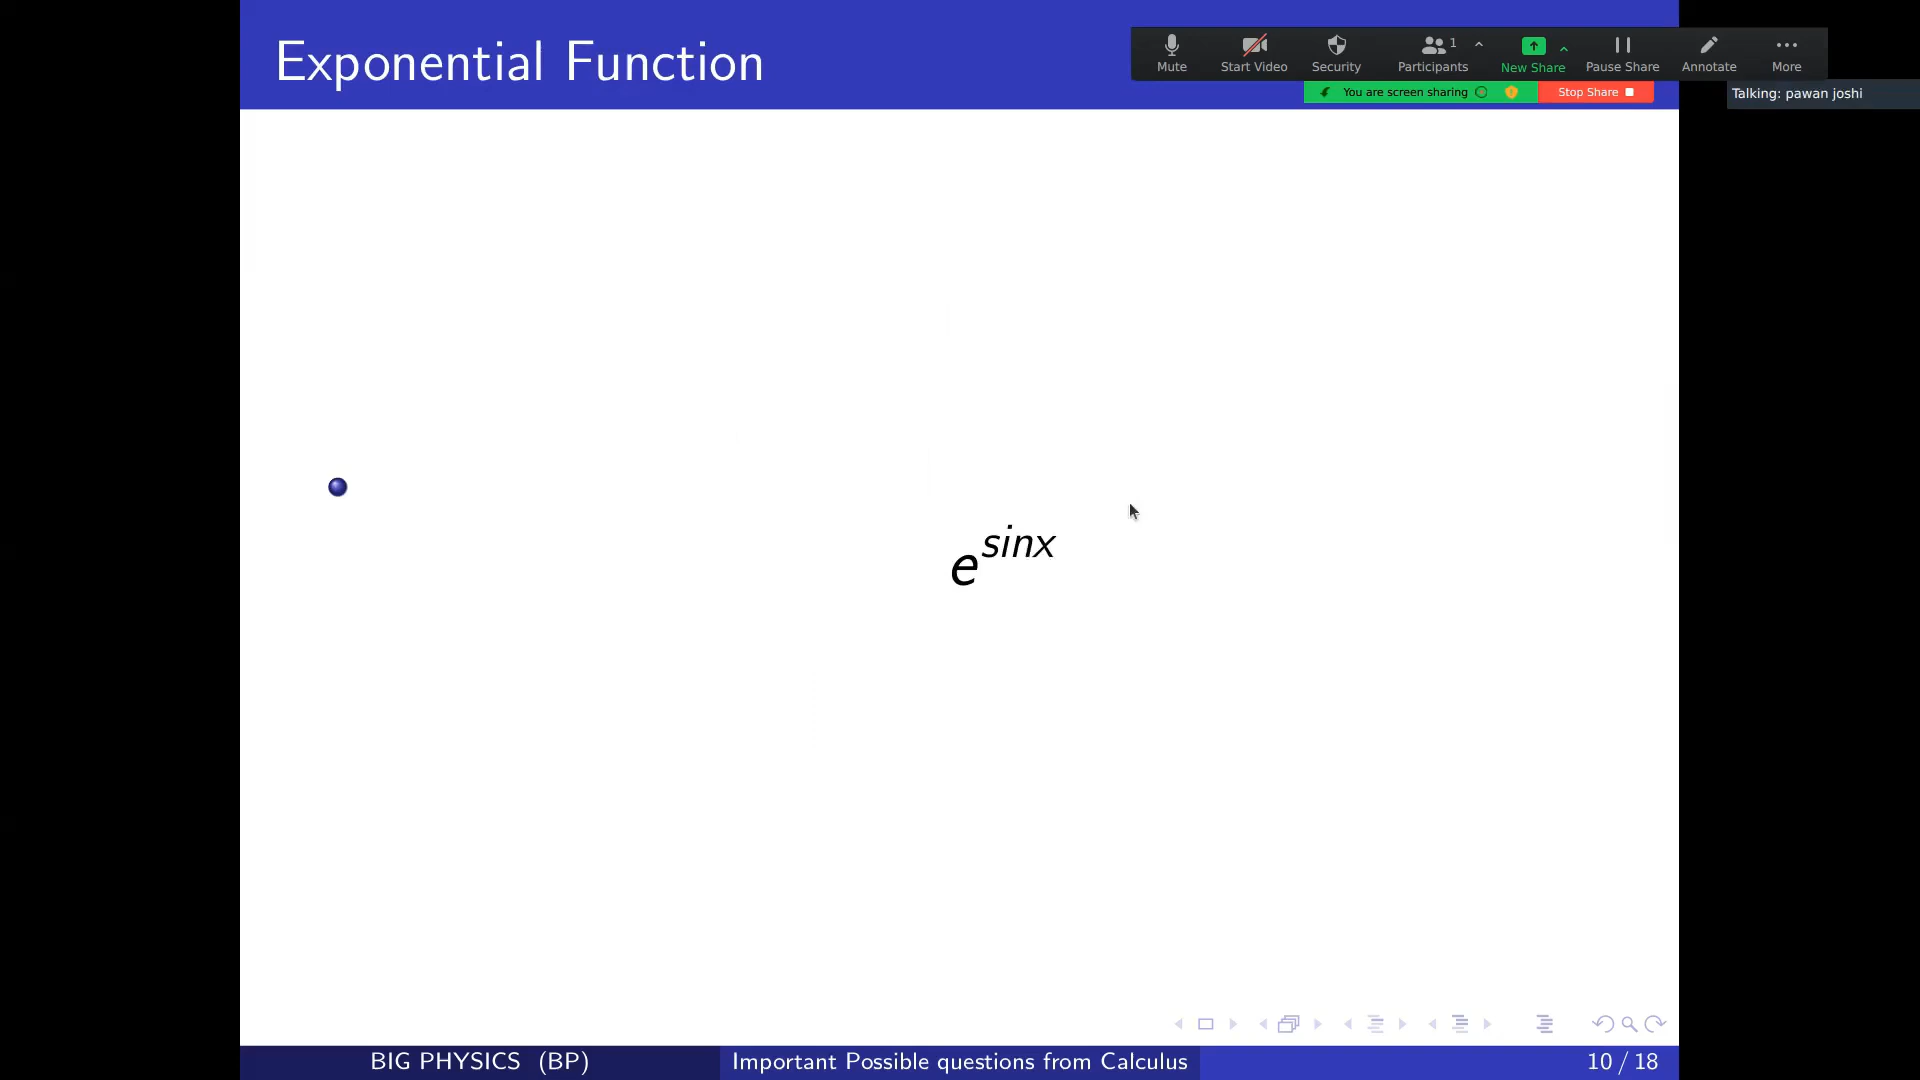 Exponential Function
Mute
Start Video
Security
Participants
1
New Share
Pause Share
Annotate
More
You are screen sharing
Stop Share
Talking: pawan joshi
e^sinx
BIG PHYSICS (BP)
Important Possible questions from Calculus
10 / 18